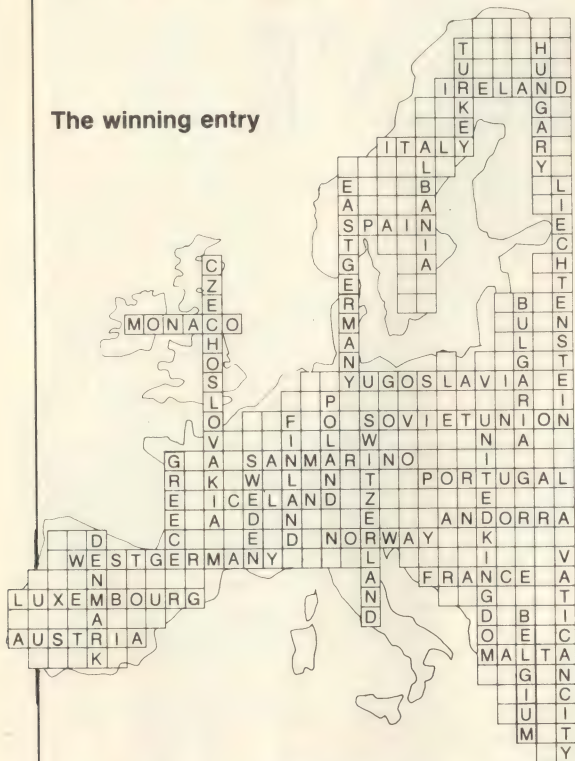 The winning entry
TURKEY
HUNGARY
IRELAND
ITALY
ALBANIA
EASTGERMANY
LIECHTENSTEIN
SPAIN
CZECHOSLOVAKIA
BULGARIA
MONACO
YUGOSLAVIA
POLAND
FINLAND
SWITZERLAND
SOVIETUNION
UNITEDKINGDOM
GREECE
SANMARINO
SWEDEN
PORTUGAL
ICELAND
ANDORRA
DENMARK
NORWAY
WESTGERMANY
VATICANCITY
FRANCE
LUXEMBOURG
BELGIUM
AUSTRIA
MALTA